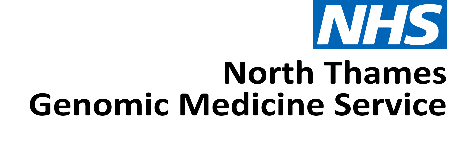 NHS
North Thames
Genomic Medicine Service